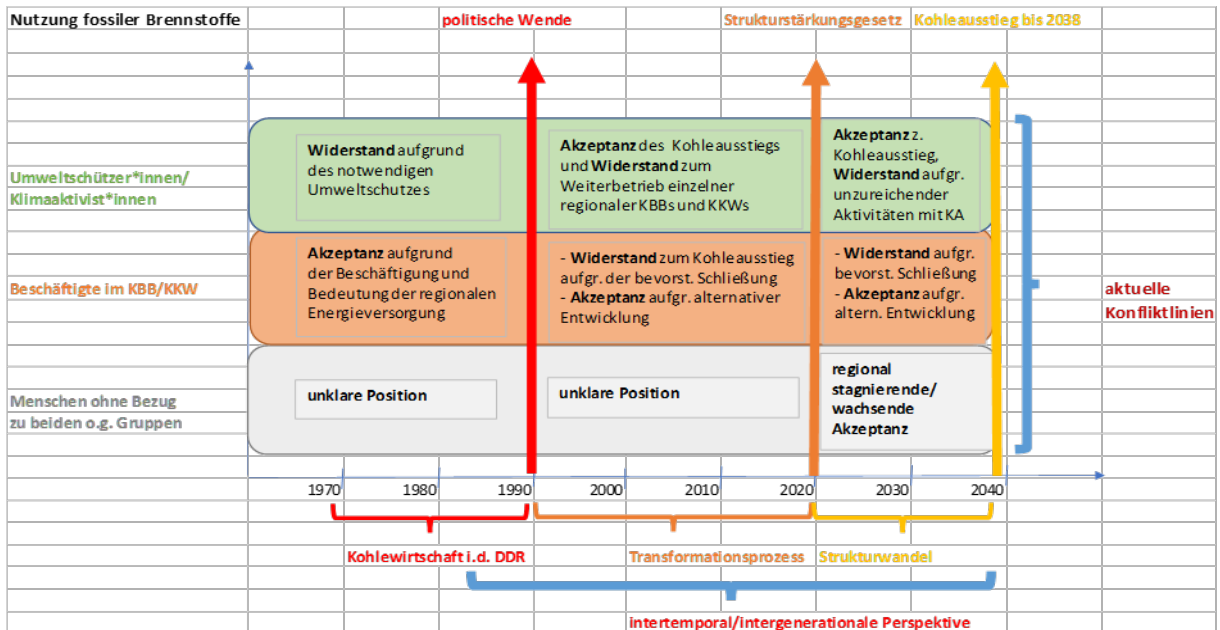 Nutzung fossiler Brennstoffe
politische Wende
Strukturstärkungsgesetz
Kohleausstieg bis 2038
Umweltschützer*innen/
Klimaaktivist*innen
Widerstand aufgrund
des notwendigen
Umweltschutzes
Akzeptanz des Kohleausstiegs
und Widerstand zum
Weiterbetrieb einzelner
regionaler KBBs und KKWs
Akzeptanz z.
Kohleausstieg,
Widerstand aufgr.
unzureichender
Aktivitäten mit KA
Beschäftigte im KBB/KKW
Akzeptanz aufgrund
der Beschäftigung und
Bedeutung der regionalen
Energieversorgung
- Widerstand zum Kohleausstieg
aufgr. der bevorst. Schließung
- Akzeptanz aufgr. alternativer
Entwicklung
- Widerstand aufgr.
bevorst. Schließung
- Akzeptanz aufgr.
altern. Entwicklung
aktuelle
Konfliktlinien
Menschen ohne Bezug
zu beiden o.g. Gruppen
unklare Position
unklare Position
regional
stagnierende/
wachsende
Akzeptanz
1970 1980 1990 2000 2010 2020 2030 2040
Kohlewirtschaft i.d. DDR
Transformationsprozess
Strukturwandel
intertemporal/intergenerationale Perspektive